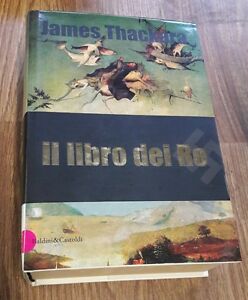 James Thackara
il libro dei Re
Baldini&Castoldi